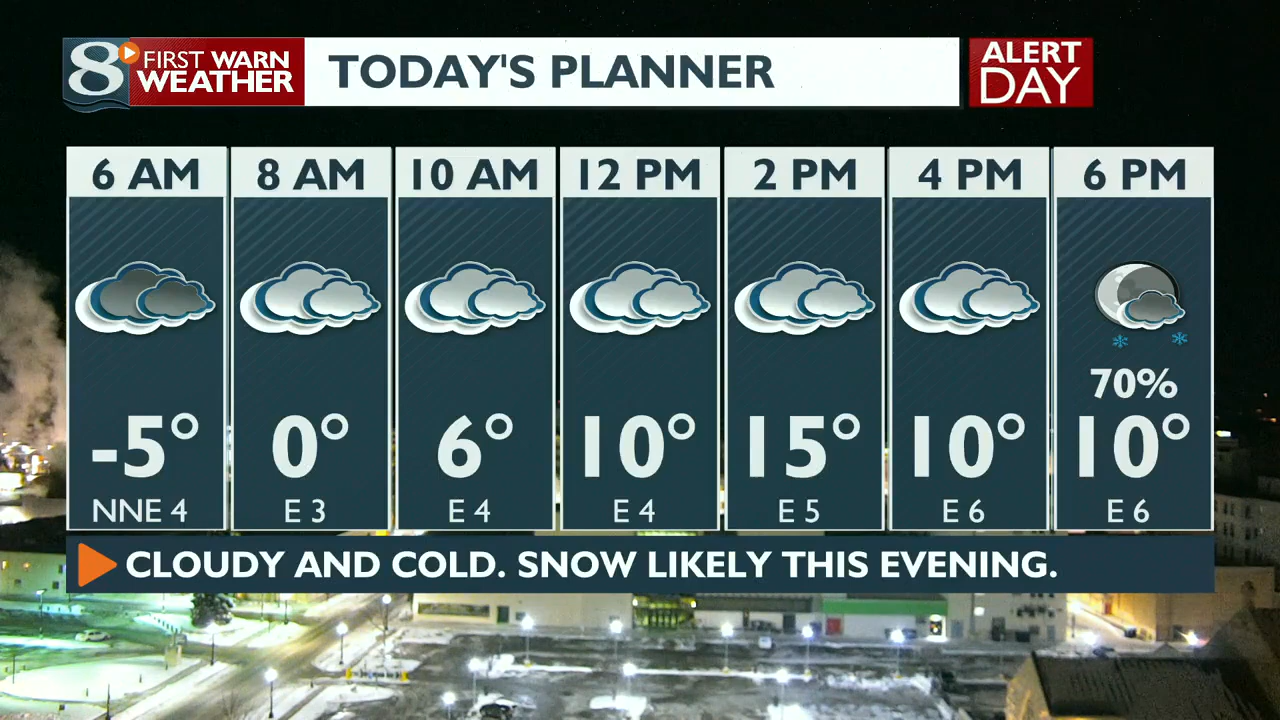 8 FIRST WARN WEATHER
TODAY'S PLANNER
ALERT DAY
6 AM 8 AM 10 AM 12 PM 2 PM 4 PM 6 PM
70%
-5° 0° 6° 10° 15° 10° 10°
NNE 4 E 3 E 4 E 4 E 5 E 6 E 6
CLOUDY AND COLD. SNOW LIKELY THIS EVENING.